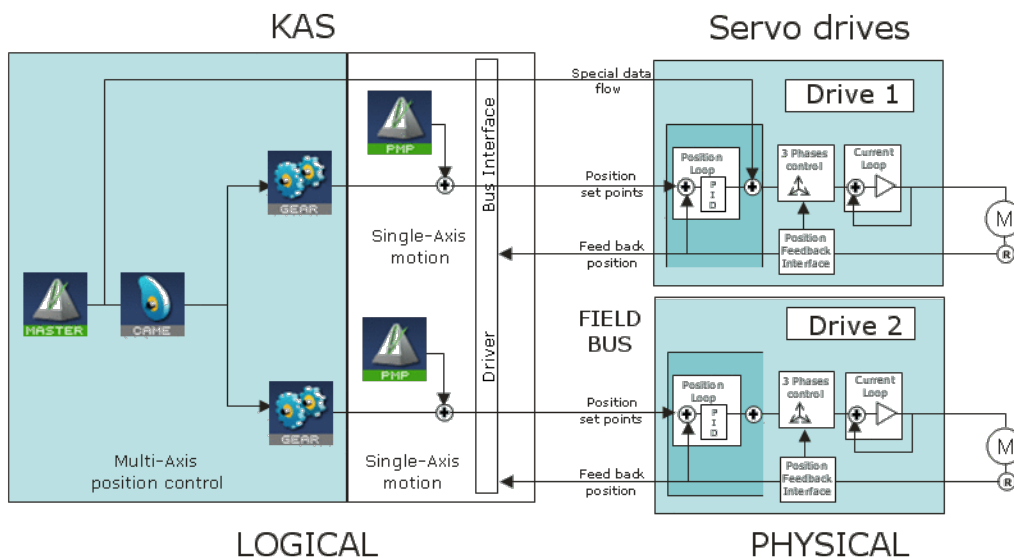 KAS
Servo drives
Special data
flow
Drive 1
PMP
Bus Interface
Position
Loop
P
I
D
3 Phases
control
Current
Loop
GEAR
Position
set points
M
Single-Axis
motion
Feed back
position
Position
Feedback
Interface
R
MASTER
CAME
FIELD
BUS
Drive 2
PMP
Driver
Position
Loop
P
I
D
3 Phases
control
Current
Loop
GEAR
Position
set points
M
Multi-Axis
position control
Single-Axis
motion
Feed back
position
Position
Feedback
Interface
R
LOGICAL
PHYSICAL